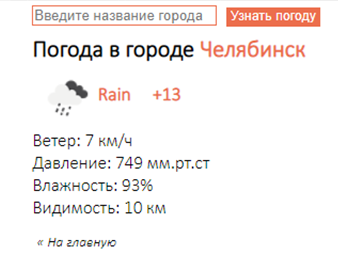 Введите название города Узнать погоду
Погода в городе Челябинск
Rain +13
Ветер: 7 км/ч
Давление: 749 мм.рт.ст
Влажность: 93%
Видимость: 10 км
« На главную